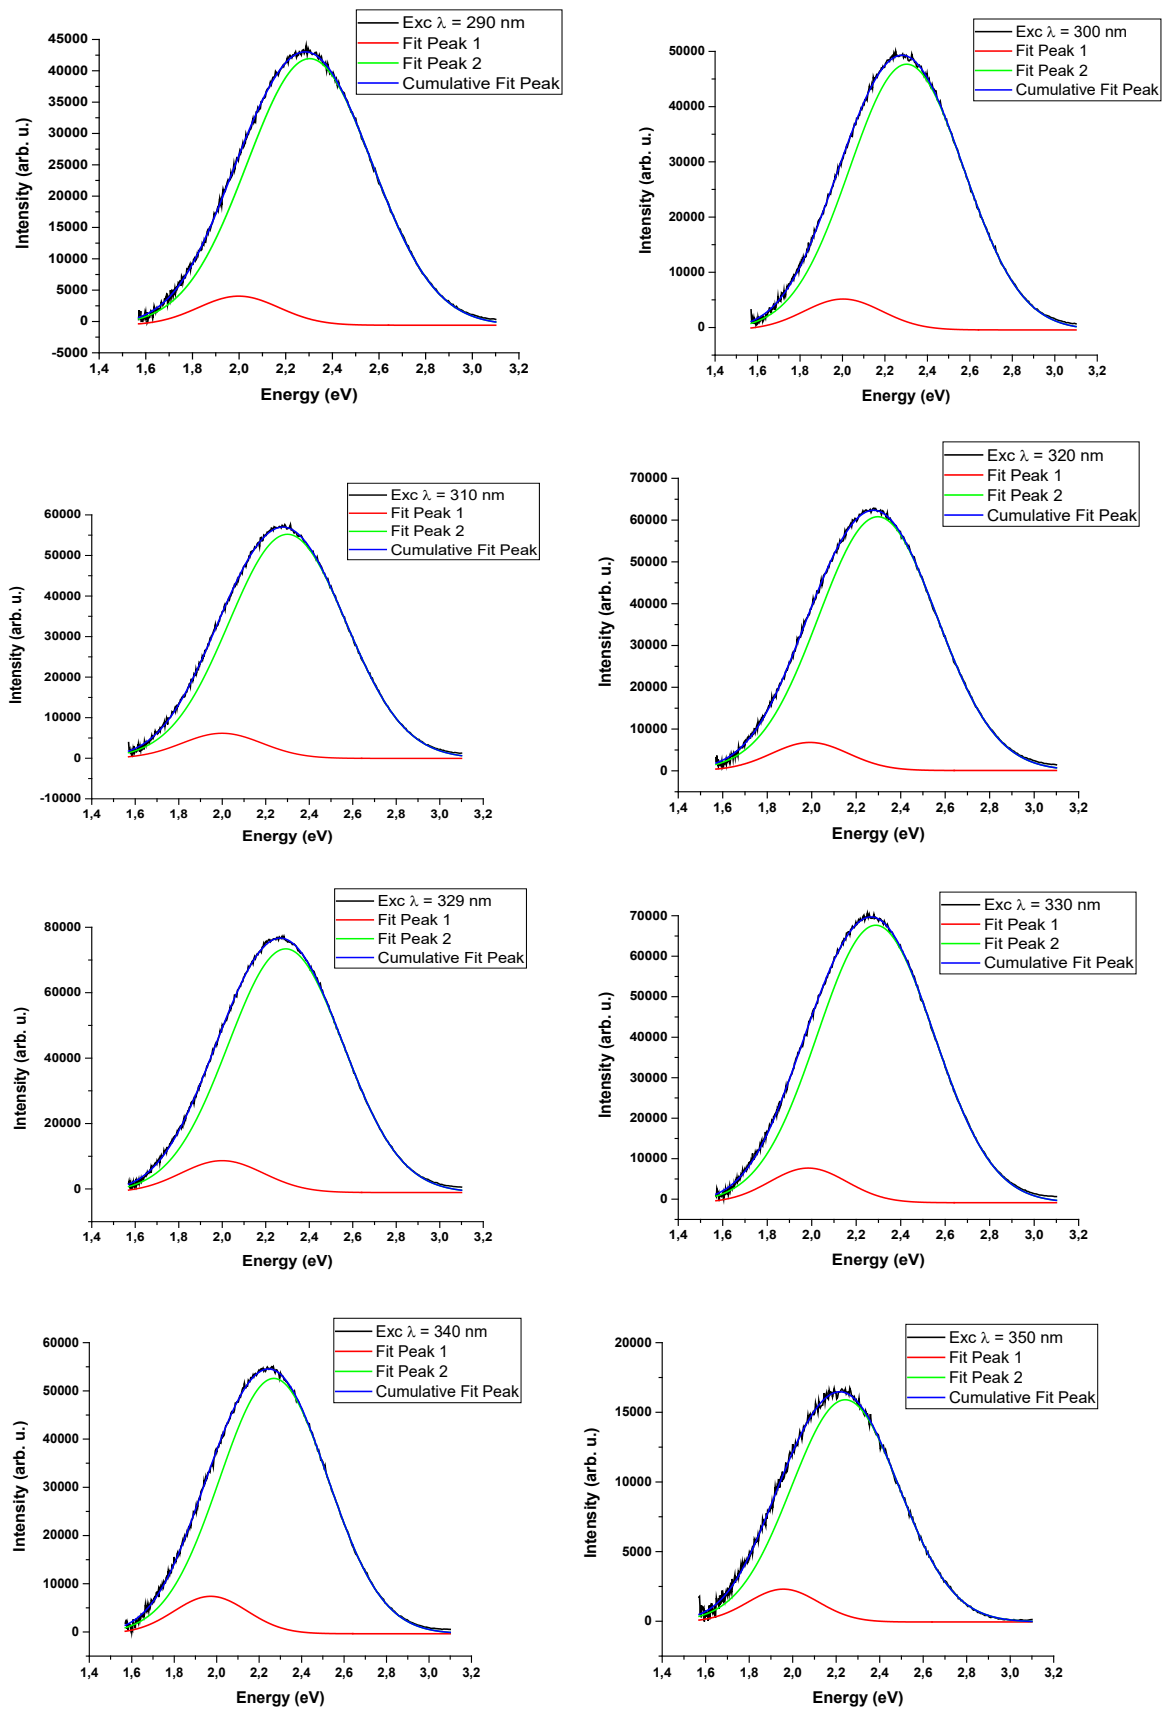 Exc λ = 290 nm
Fit Peak 1
Fit Peak 2
Cumulative Fit Peak
45000
40000
35000
30000
25000
20000
15000
10000
5000
0
-5000
Intensity (arb. u.)
1,4 1,6 1,8 2,0 2,2 2,4 2,6 2,8 3,0 3,2
Energy (eV)
Exc λ = 300 nm
Fit Peak 1
Fit Peak 2
Cumulative Fit Peak
50000
40000
30000
20000
10000
0
Intensity (arb. u.)
1,4 1,6 1,8 2,0 2,2 2,4 2,6 2,8 3,0 3,2
Energy (eV)
Exc λ = 310 nm
Fit Peak 1
Fit Peak 2
Cumulative Fit Peak
60000
50000
40000
30000
20000
10000
0
-10000
Intensity (arb. u.)
1,4 1,6 1,8 2,0 2,2 2,4 2,6 2,8 3,0 3,2
Energy (eV)
Exc λ = 320 nm
Fit Peak 1
Fit Peak 2
Cumulative Fit Peak
70000
60000
50000
40000
30000
20000
10000
0
Intensity (arb. u.)
1,4 1,6 1,8 2,0 2,2 2,4 2,6 2,8 3,0 3,2
Energy (eV)
Exc λ = 329 nm
Fit Peak 1
Fit Peak 2
Cumulative Fit Peak
80000
60000
40000
20000
0
Intensity (arb. u.)
1,4 1,6 1,8 2,0 2,2 2,4 2,6 2,8 3,0 3,2
Energy (eV)
Exc λ = 330 nm
Fit Peak 1
Fit Peak 2
Cumulative Fit Peak
70000
60000
50000
40000
30000
20000
10000
0
Intensity (arb. u.)
1,4 1,6 1,8 2,0 2,2 2,4 2,6 2,8 3,0 3,2
Energy (eV)
Exc λ = 340 nm
Fit Peak 1
Fit Peak 2
Cumulative Fit Peak
60000
50000
40000
30000
20000
10000
0
Intensity (arb. u.)
1,4 1,6 1,8 2,0 2,2 2,4 2,6 2,8 3,0 3,2
Energy (eV)
Exc λ = 350 nm
Fit Peak 1
Fit Peak 2
Cumulative Fit Peak
20000
15000
10000
5000
0
Intensity (arb. u.)
1,4 1,6 1,8 2,0 2,2 2,4 2,6 2,8 3,0 3,2
Energy (eV)